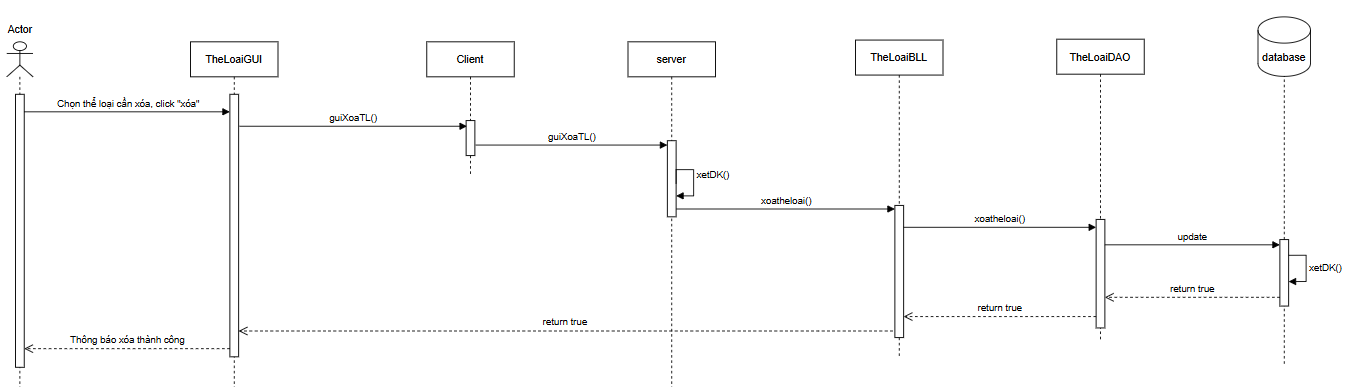 Actor
TheLoaiGUI
Client
server
TheLoaiBLL
TheLoaiDAO
database
Chọn thể loại cần xóa, click "xóa"
guiXoaTL()
guiXoaTL()
xetDK()
xoatheloai()
xoatheloai()
update
xetDK()
return true
return true
return true
Thông báo xóa thành công